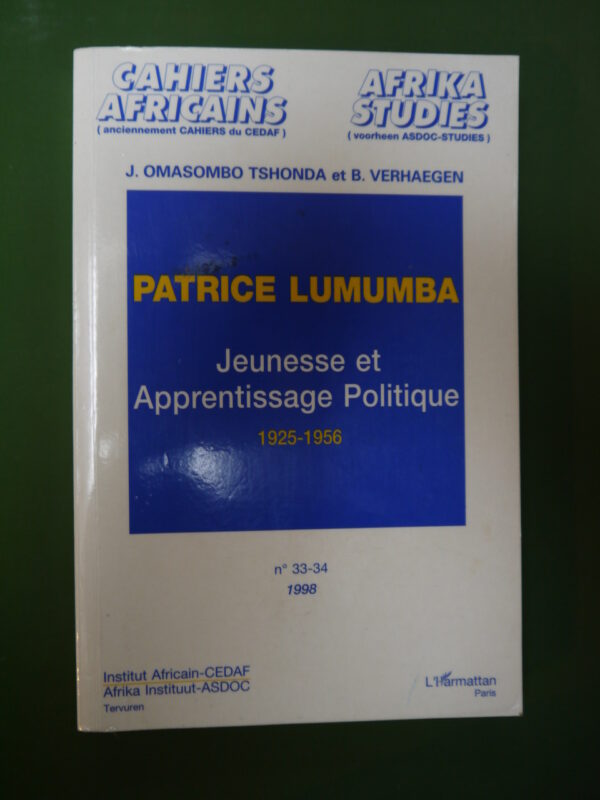 CAHIERS
AFRICAINS
( anciennement CAHIERS du CEDAF )
AFRIKA
STUDIES
( voorheen ASDOC-STUDIES )
J. OMASOMBO TSHONDA et B. VERHAEGEN
PATRICE LUMUMBA
Jeunesse et
Apprentissage Politique
1925-1956
n° 33-34
1998
Institut Africain-CEDAF
Afrika Instituut-ASDOC
Tervuren
L'Harmattan
Paris